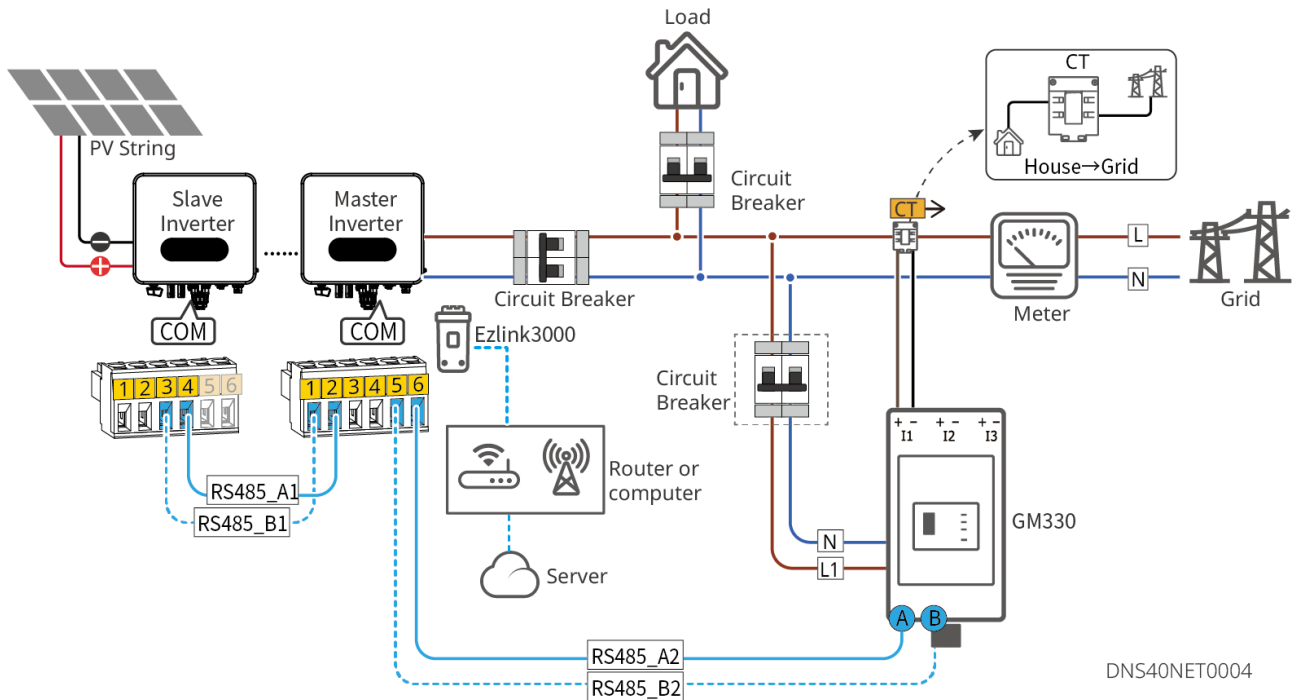 Load
CT
House→Grid
PV String
Slave
Inverter
Master
Inverter
Circuit
Breaker
CT
L
N
Grid
Meter
Circuit Breaker
COM
COM
Ezlink3000
1 2 3 4 5 6
1 2 3 4 5 6
Circuit
Breaker
+ - + - + -
I1 I2 I3
Router or
computer
RS485_A1
RS485_B1
GM330
N
L1
Server
A B
RS485_A2
RS485_B2
DNS40NET0004